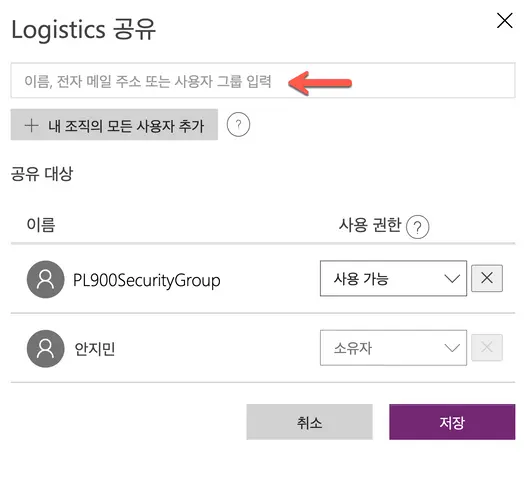 Logistics 공유
이름, 전자 메일 주소 또는 사용자 그룹 입력
+ 내 조직의 모든 사용자 추가 ?
공유 대상
이름 사용 권한 ?
PL900SecurityGroup 사용 가능
안지민 소유자
취소 저장